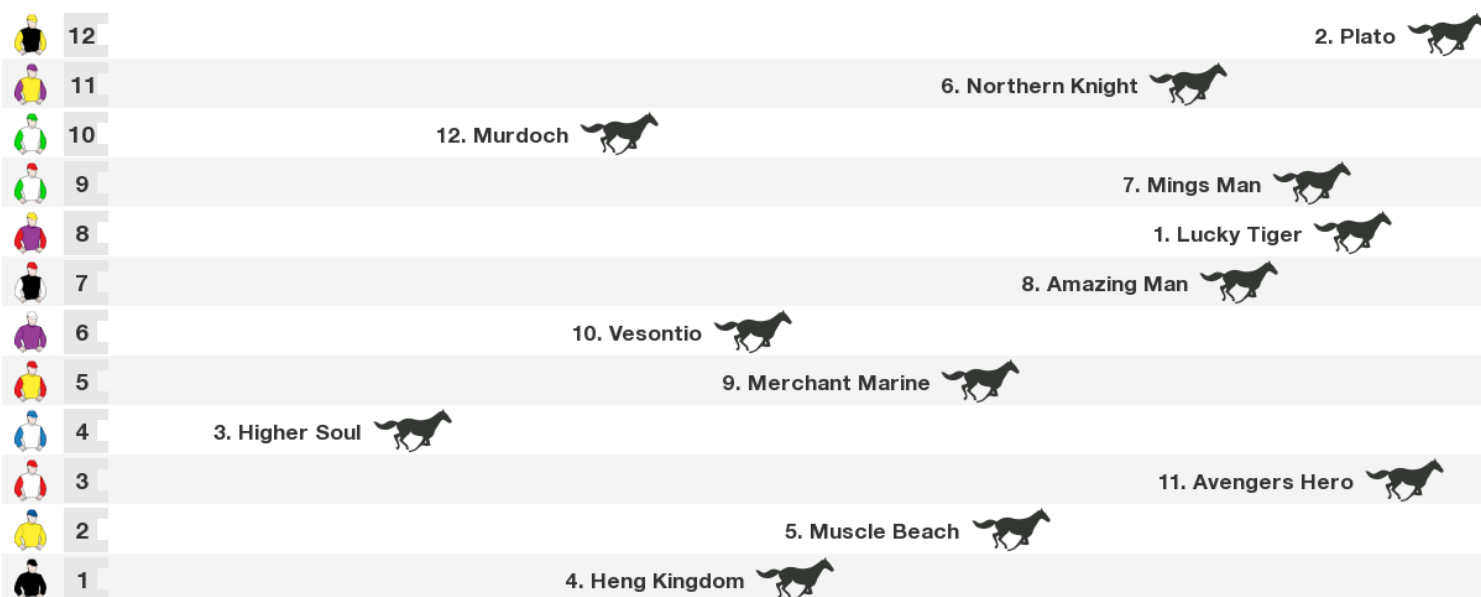 12 2. Plato
11 6. Northern Knight
10 12. Murdoch
9 7. Mings Man
8 1. Lucky Tiger
7 8. Amazing Man
6 10. Vesontio
5 9. Merchant Marine
4 3. Higher Soul
3 11. Avengers Hero
2 5. Muscle Beach
1 4. Heng Kingdom